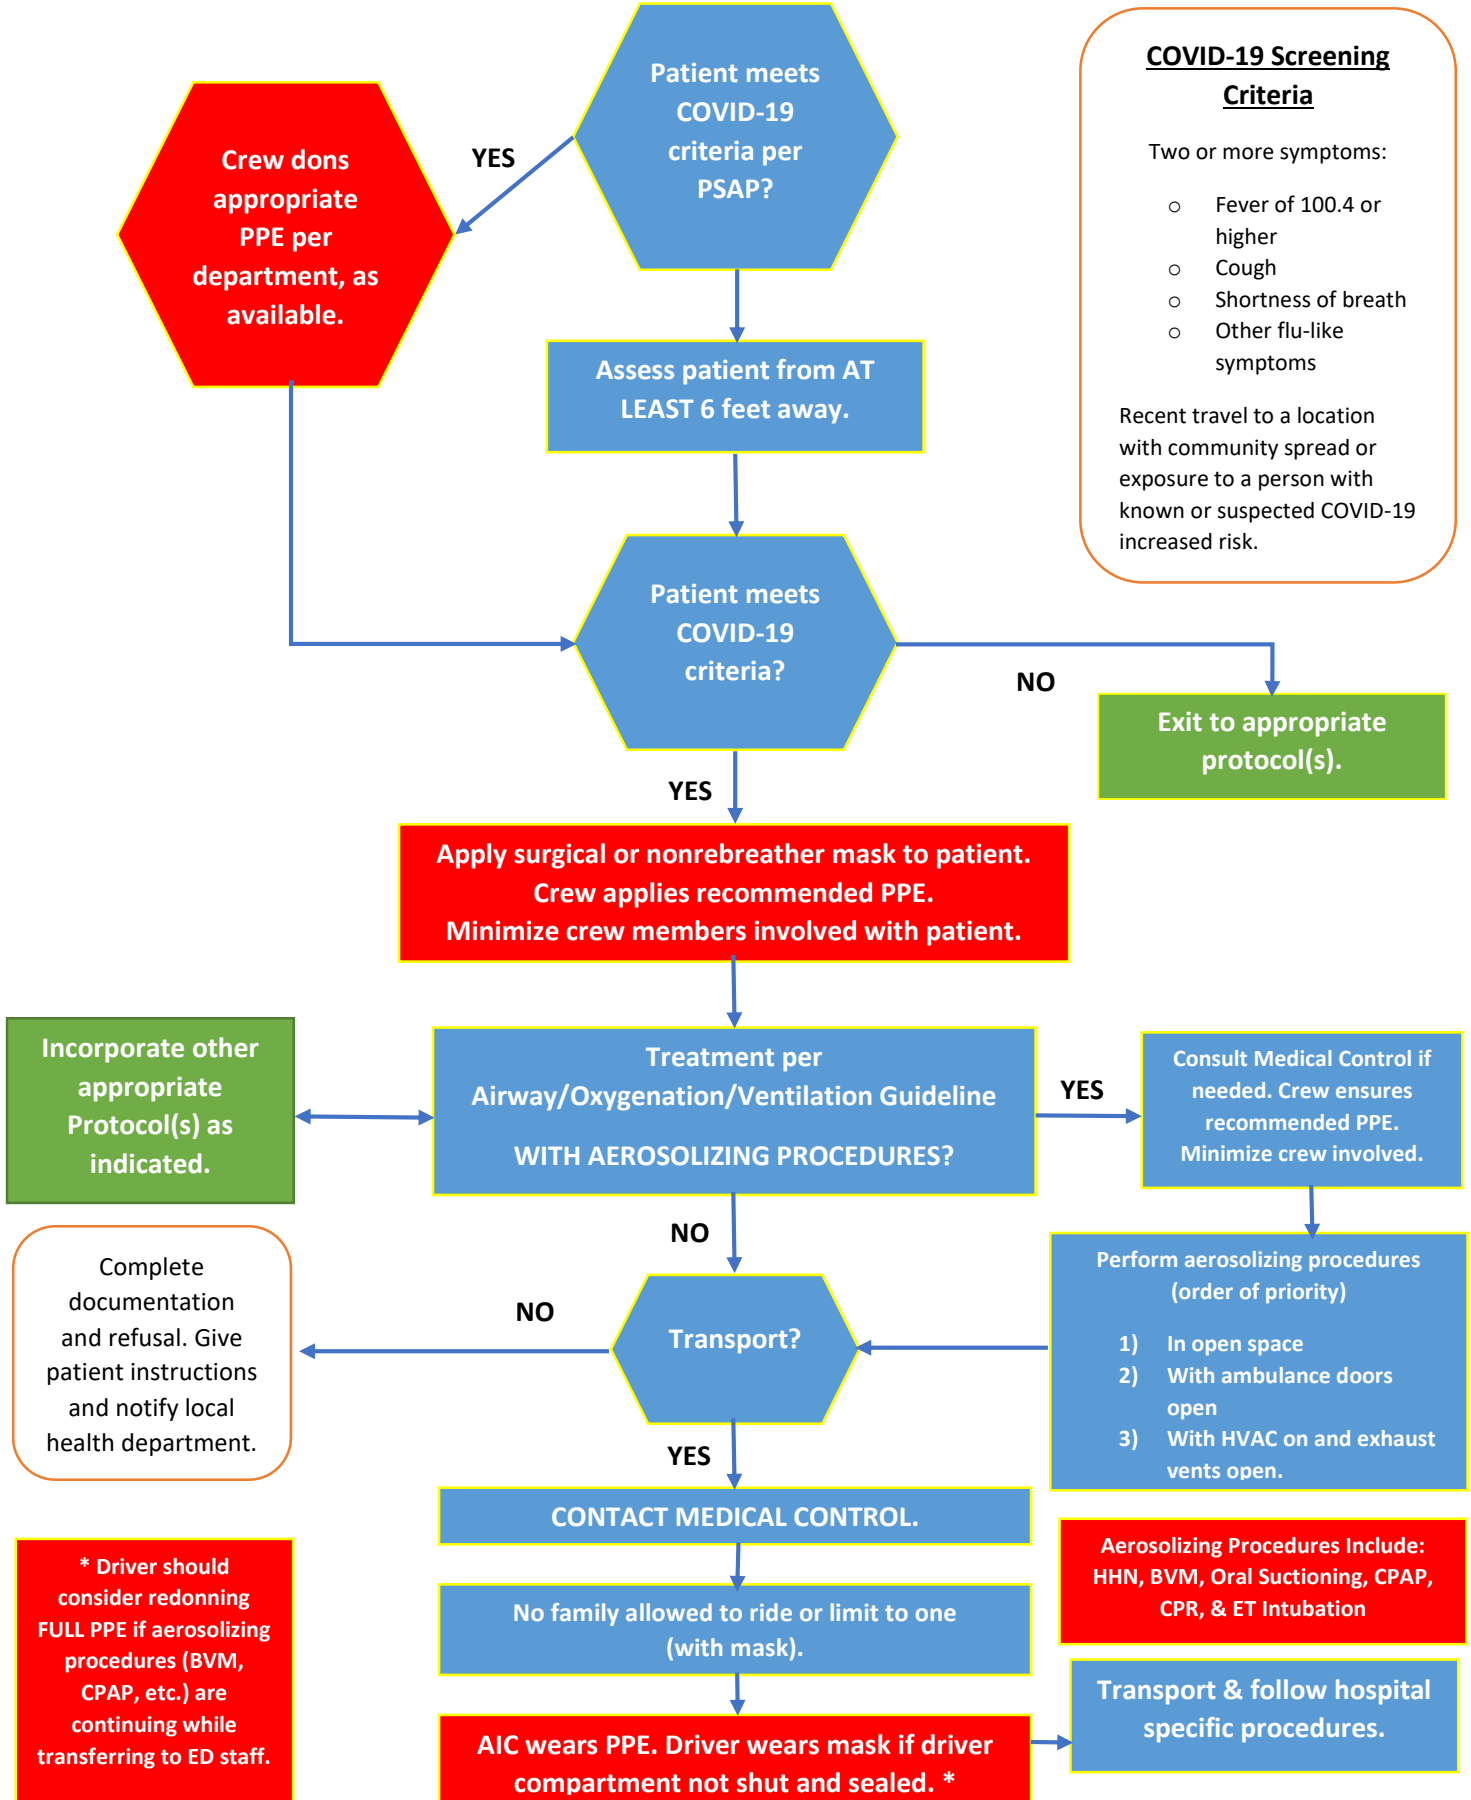 Patient meets
COVID-19
criteria per
PSAP?
YES
Crew dons
appropriate
PPE per
department, as
available.
COVID-19 Screening
Criteria
Two or more symptoms:
o Fever of 100.4 or
higher
o Cough
o Shortness of breath
o Other flu-like
symptoms
Recent travel to a location
with community spread or
exposure to a person with
known or suspected COVID-19
increased risk.
Assess patient from AT
LEAST 6 feet away.
Patient meets
COVID-19
criteria?
NO
Exit to appropriate
protocol(s).
YES
Apply surgical or nonrebreather mask to patient.
Crew applies recommended PPE.
Minimize crew members involved with patient.
Incorporate other
appropriate
Protocol(s) as
indicated.
Treatment per
Airway/Oxygenation/Ventilation Guideline
WITH AEROSOLIZING PROCEDURES?
YES
Consult Medical Control if
needed. Crew ensures
recommended PPE.
Minimize crew involved.
NO
Perform aerosolizing procedures
(order of priority)
1) In open space
2) With ambulance doors
open
3) With HVAC on and exhaust
vents open.
Transport?
NO
Complete
documentation
and refusal. Give
patient instructions
and notify local
health department.
YES
CONTACT MEDICAL CONTROL.
Aerosolizing Procedures Include:
HHN, BVM, Oral Suctioning, CPAP,
CPR, & ET Intubation
* Driver should
consider redonning
FULL PPE if aerosolizing
procedures (BVM,
CPAP, etc.) are
continuing while
transferring to ED staff.
No family allowed to ride or limit to one
(with mask).
AIC wears PPE. Driver wears mask if driver
compartment not shut and sealed. *
Transport & follow hospital
specific procedures.